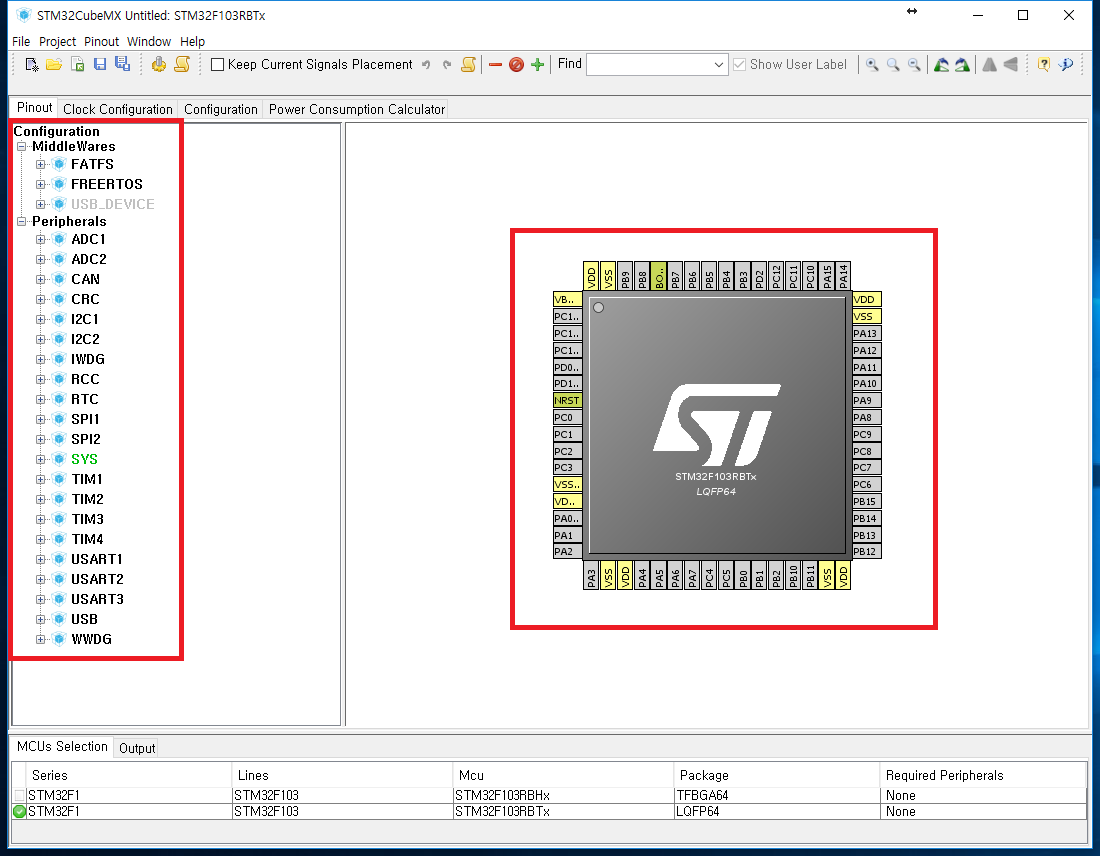 STM32CubeMX Untitled: STM32F103RBTx
File Project Pinout Window Help
Keep Current Signals Placement Find Show User Label
Pinout Clock Configuration Configuration Power Consumption Calculator
Configuration
MiddleWares
FATFS
FREERTOS
USB_DEVICE
Peripherals
ADC1
ADC2
CAN
CRC
I2C1
I2C2
IWDG
RCC
RTC
SPI1
SPI2
SYS
TIM1
TIM2
TIM3
TIM4
USART1
USART2
USART3
USB
WWDG
VDD VSS PB9 PB8 BO.. PB7 PB6 PB5 PB4 PB3 PD2 PC12 PC11 PC10 PA15 PA14
VB..
PC1..
PC1..
PC1..
PD0..
PD1..
NRST
PC0
PC1
PC2
PC3
VSS..
VD..
PA0..
PA1
PA2
ST
STM32F103RBTx
LQFP64
VDD
VSS
PA13
PA12
PA11
PA10
PA9
PA8
PC9
PC8
PC7
PC6
PB15
PB14
PB13
PB12
PA3 VSS VDD PA4 PA5 PA6 PA7 PC4 PC5 PB0 PB1 PB2 PB10 PB11 VSS VDD
MCUs Selection Output
Series Lines Mcu Package Required Peripherals
STM32F1 STM32F103 STM32F103RBHx TFBGA64 None
STM32F1 STM32F103 STM32F103RBTx LQFP64 None